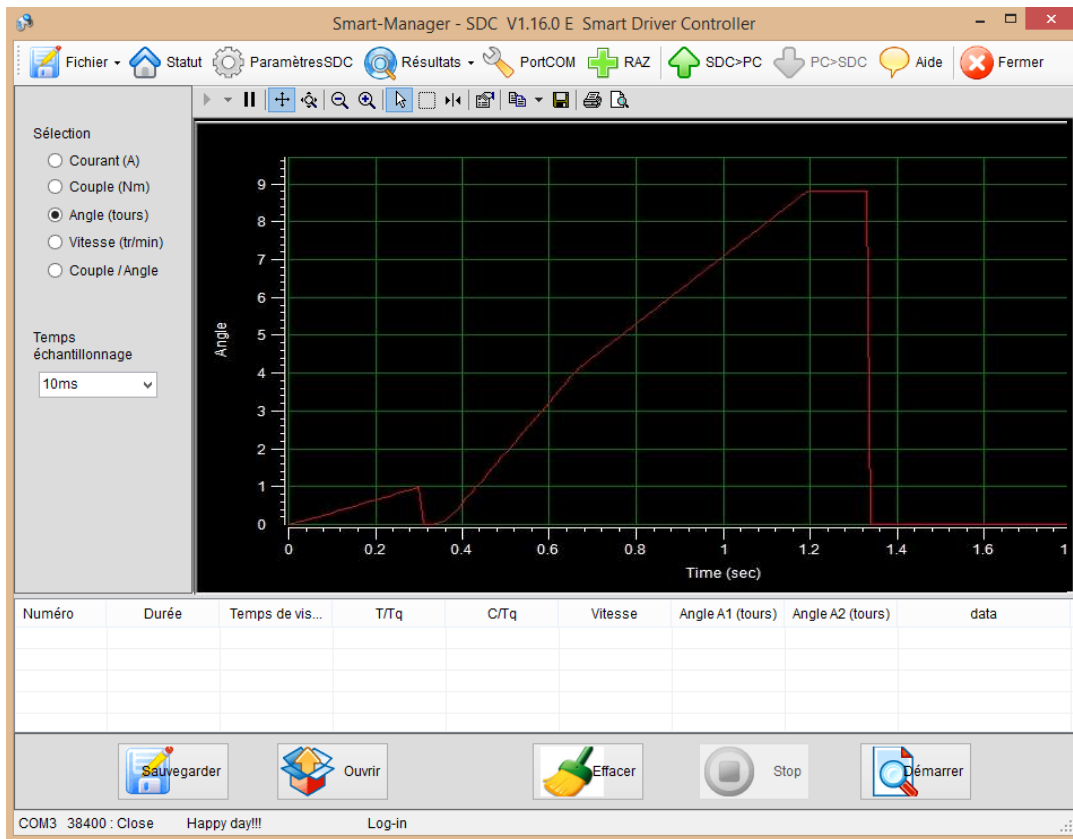 Smart-Manager - SDC V1.16.0 E Smart Driver Controller
Fichier Statut ParamètresSDC Résultats PortCOM RAZ SDC>PC PC>SDC Aide Fermer
Sélection
Courant (A)
Couple (Nm)
Angle (tours)
Vitesse (tr/min)
Couple / Angle
Temps
échantillonnage
10ms
Angle
9
8
7
6
5
4
3
2
1
0
0 0.2 0.4 0.6 0.8 1 1.2 1.4 1.6 1
Time (sec)
Numéro Durée Temps de vis... T/Tq C/Tq Vitesse Angle A1 (tours) Angle A2 (tours) data
Sauvegarder Ouvrir Effacer Stop Démarrer
COM3 38400 : Close Happy day!!! Log-in